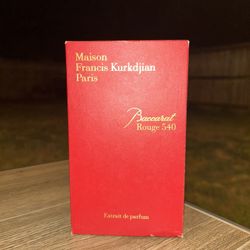 Maison
Francis Kurkdjian
Paris
Baccarat
Rouge 540
Extrait de parfum